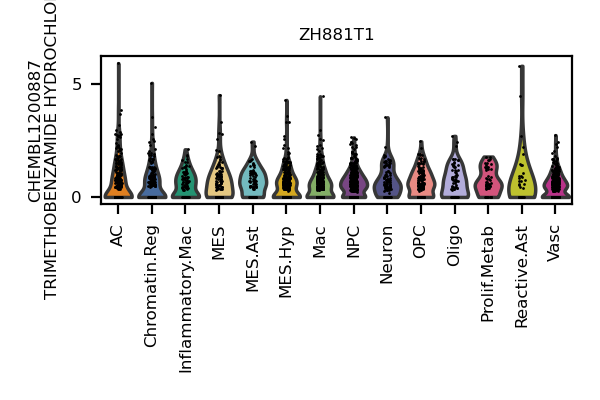 ZH881T1
CHEMBL1200887
TRIMETHOBENZAMIDE HYDROCHLO
5
0
AC
Chromatin.Reg
Inflammatory.Mac
MES
MES.Ast
MES.Hyp
Mac
NPC
Neuron
OPC
Oligo
Prolif.Metab
Reactive.Ast
Vasc